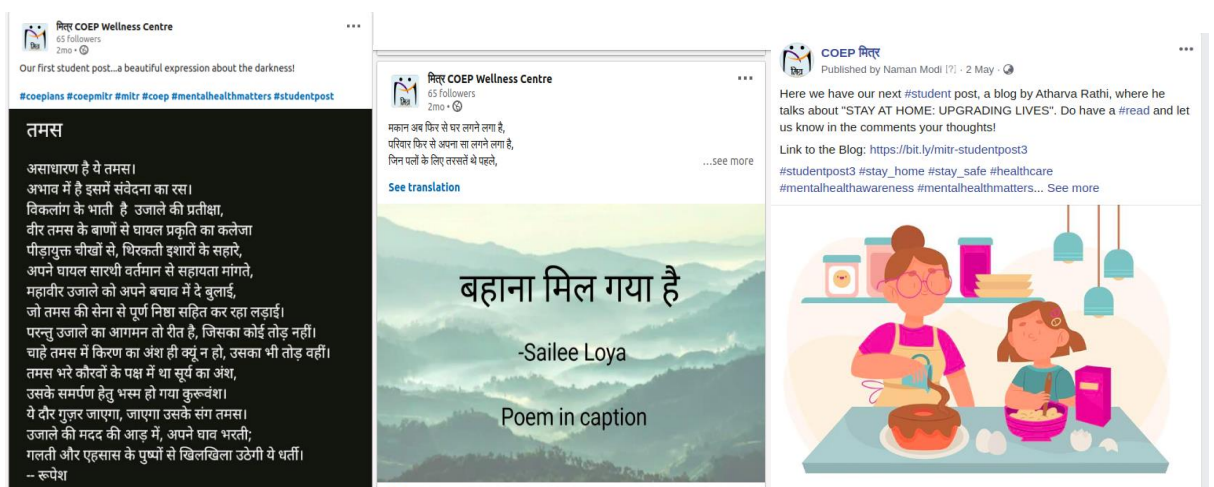 मित्र COEP Wellness Centre
65 followers
2mo •
Our first student post...a beautiful expression about the darkness!
#coepians #coepmitr #mitr #coep #mentalhealthmatters #studentpost
तमस
असाधारण है ये तमस।
अभाव में है इसमें संवेदना का रस।
विकलांग के भाती है उजाले की प्रतीक्षा,
वीर तमस के बाणों से घायल प्रकृति का कलेजा
पीड़ायुक्त चीखों से, थिरकती इशारों के सहारे,
अपने घायल सारथी वर्तमान से सहायता मांगते,
महावीर उजाले को अपने बचाव में दे बुलाई,
जो तमस की सेना से पूर्ण निष्ठा सहित कर रहा लड़ाई।
परन्तु उजाले का आगमन तो रीत है, जिसका कोई तोड़ नहीं।
चाहे तमस में किरण का अंश ही क्यूं न हो, उसका भी तोड़ वहीं।
तमस भरे कौरवों के पक्ष में था सूर्य का अंश,
उसके समर्पण हेतु भस्म हो गया कुरूवंश।
ये दौर गुज़र जाएगा, जाएगा उसके संग तमस।
उजाले की मदद की आड़ में, अपने घाव भरती;
गलती और एहसास के पुष्पों से खिलखिला उठेगी ये धर्ती।
-- रूपेश
मित्र COEP Wellness Centre
65 followers
2mo •
मकान अब फिर से घर लगने लगा है,
परिवार फिर से अपना सा लगने लगा है,
जिन पलों के लिए तरसतें थे पहले, ...see more
See translation
बहाना मिल गया है
-Sailee Loya
Poem in caption
COEP मित्र
Published by Naman Modi [?] · 2 May ·
Here we have our next #student post, a blog by Atharva Rathi, where he
talks about "STAY AT HOME: UPGRADING LIVES". Do have a #read and let
us know in the comments your thoughts!
Link to the Blog: https://bit.ly/mitr-studentpost3
#studentpost3 #stay_home #stay_safe #healthcare
#mentalhealthawareness #mentalhealthmatters... See more